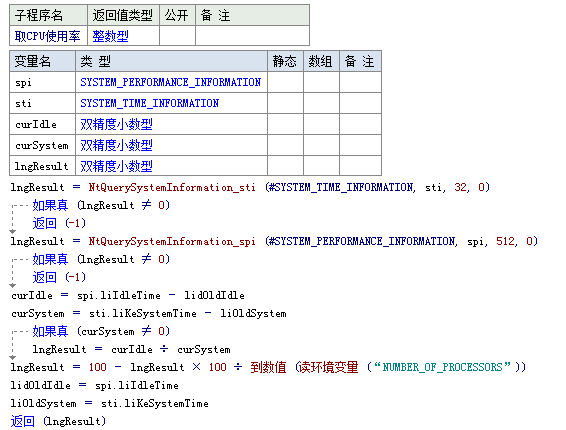 子程序名 返回值类型 公开 备 注
取CPU使用率 整数型
变量名 类 型 静态 数组 备 注
spi SYSTEM_PERFORMANCE_INFORMATION
sti SYSTEM_TIME_INFORMATION
curIdle 双精度小数型
curSystem 双精度小数型
lngResult 双精度小数型
lngResult = NtQuerySystemInformation_sti (#SYSTEM_TIME_INFORMATION, sti, 32, 0)
如果真 (lngResult ≠ 0)
返回 (-1)
lngResult = NtQuerySystemInformation_spi (#SYSTEM_PERFORMANCE_INFORMATION, spi, 512, 0)
如果真 (lngResult ≠ 0)
返回 (-1)
curIdle = spi.liIdleTime - lidOldIdle
curSystem = sti.liKeSystemTime - liOldSystem
如果真 (curSystem ≠ 0)
lngResult = curIdle ÷ curSystem
lngResult = 100 - lngResult × 100 ÷ 到数值 (读环境变量 (“NUMBER_OF_PROCESSORS”))
lidOldIdle = spi.liIdleTime
liOldSystem = sti.liKeSystemTime
返回 (lngResult)